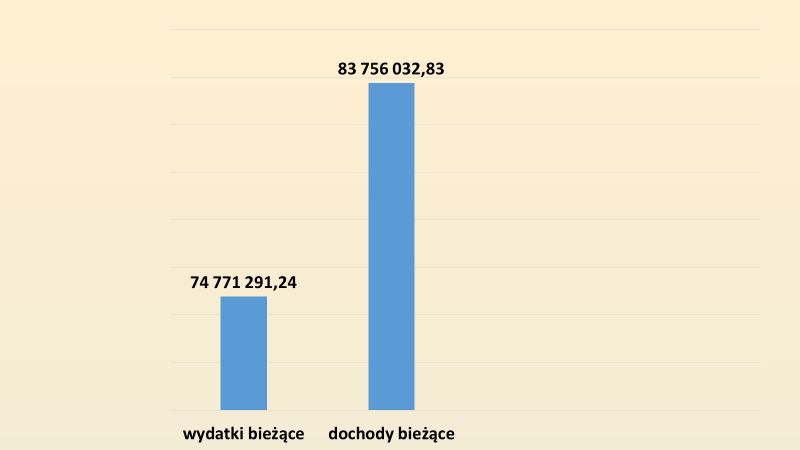 83 756 032,83
74 771 291,24
wydatki bieżące
dochody bieżące